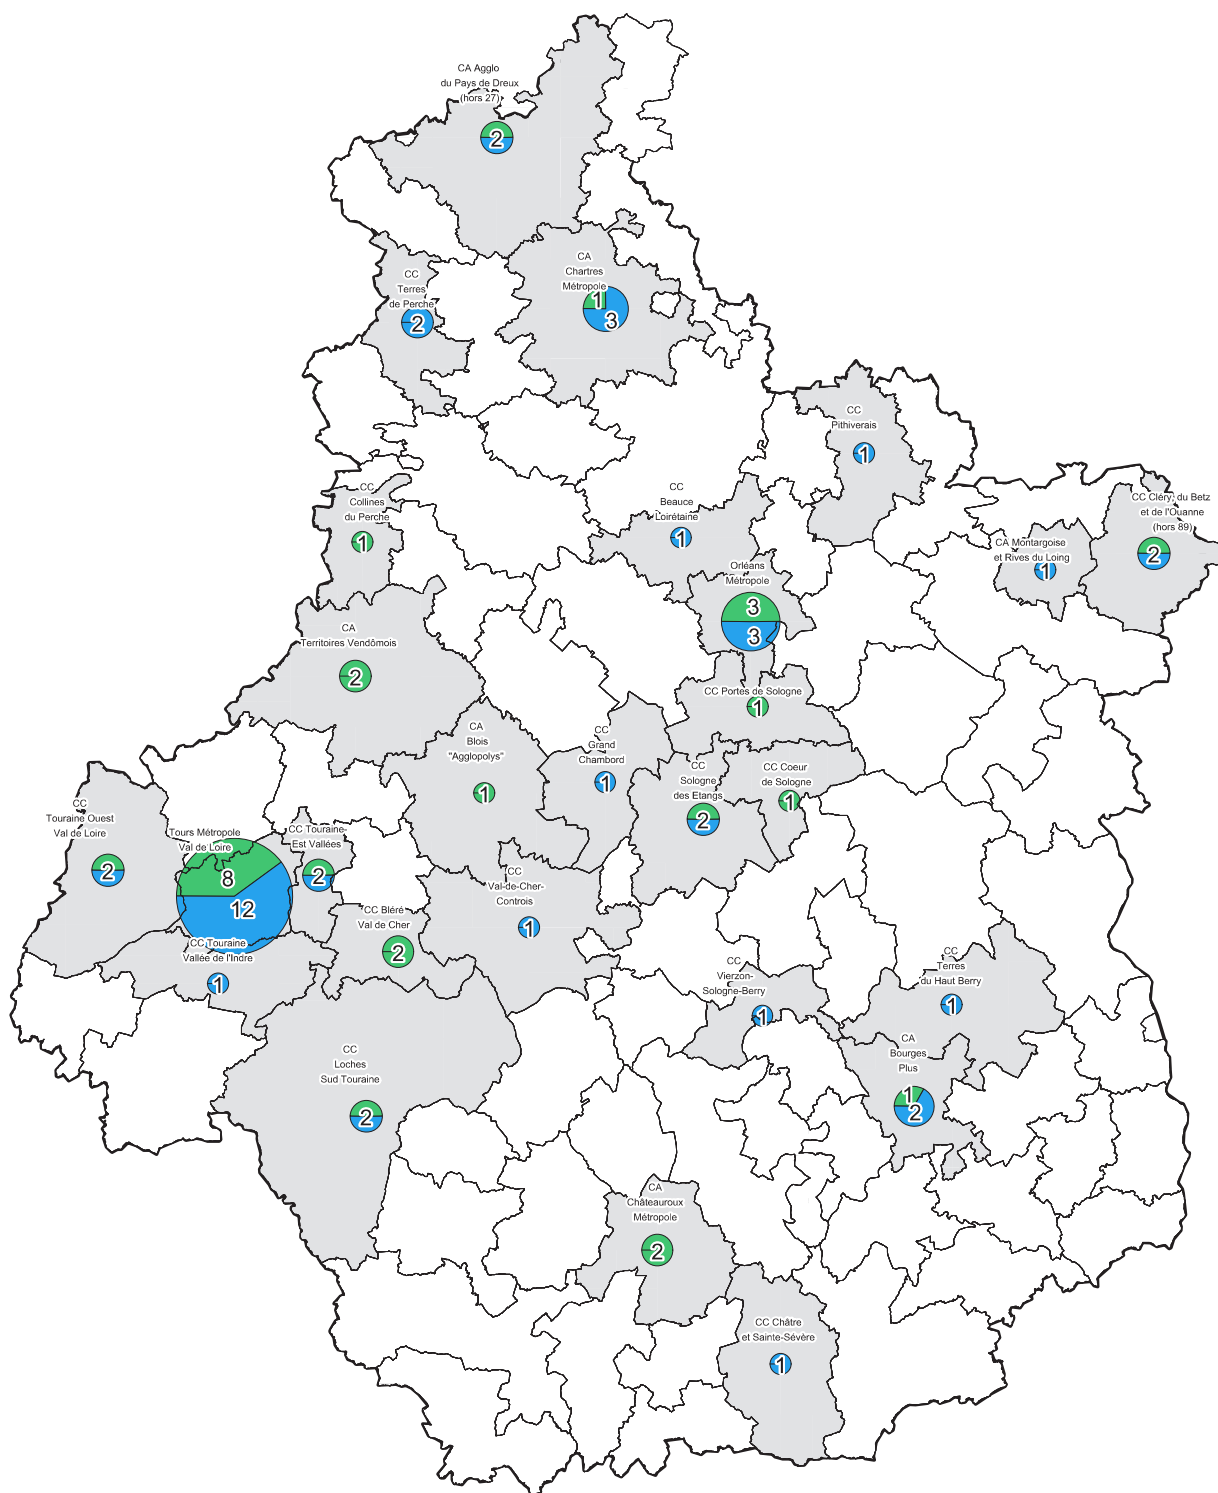 CA Agglo
du Pays de Dreux
(hors 27)
2
CA
Chartres
Métropole
1
3
CC
Terres
de Perche
2
CC
Pithiverais
1
CC
Collines
du Perche
1
CC
Beauce
Loirétaine
1
CC Cléry, du Betz
et de l'Ouanne
(hors 89)
2
CA Montargoise
et Rives du Loing
1
Orléans
Métropole
3
3
CA
Territoires Vendômois
2
CC Portes de Sologne
1
CA
Blois
"Agglopolys"
1
CC
Grand
Chambord
1
CC
Sologne
des Etangs
2
CC Coeur
de Sologne
1
CC
Touraine Ouest
Val de Loire
2
Tours Métropole
Val de Loire
8
12
CC Touraine-
Est Vallées
2
CC
Val-de-Cher-
Controis
1
CC Bléré
Val de Cher
2
CC Touraine
Vallée de l'Indre
1
CC
Vierzon-
Sologne-Berry
1
CC
Terres
du Haut Berry
1
CA
Bourges
Plus
1
2
CC
Loches
Sud Touraine
2
CA
Châteauroux
Métropole
2
CC Châtre
et Sainte-Sévère
1